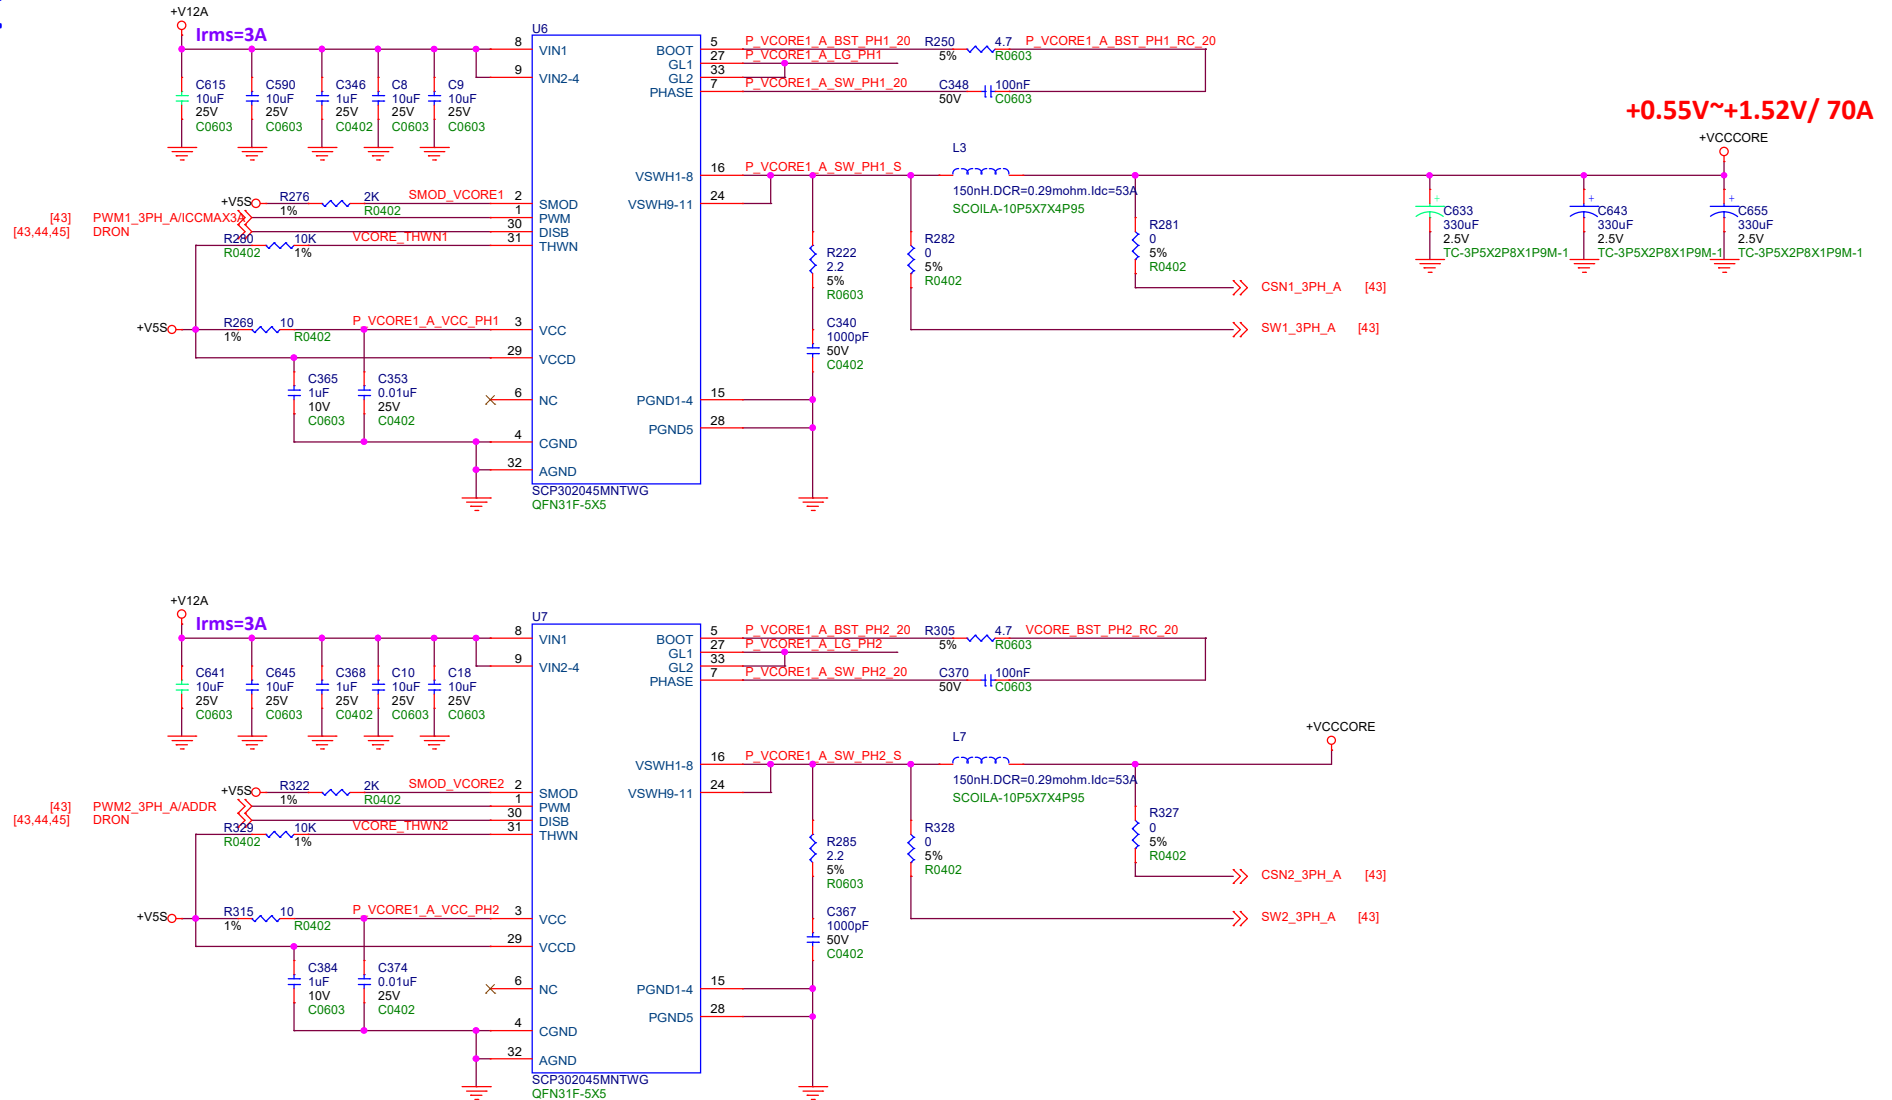 +V12A
Irms=3A
U6
C615
10uF
25V
C0603
C590
10uF
25V
C0603
C346
1uF
25V
C0402
C8
10uF
25V
C0603
C9
10uF
25V
C0603
8 VIN1
9 VIN2-4
BOOT 5 P_VCORE1_A_BST_PH1_20 R250 4.7 P_VCORE1_A_BST_PH1_RC_20
5% R0603
GL1 27 P_VCORE1_A_LG_PH1
GL2 33
PHASE 7 P_VCORE1_A_SW_PH1_20 C348 100nF
50V C0603
+0.55V~+1.52V/ 70A
+VCCCORE
VSWH1-8 16 P_VCORE1_A_SW_PH1_S
VSWH9-11 24
L3
150nH.DCR=0.29mohm.Idc=53A
SCOILA-10P5X7X4P95
C633
330uF
2.5V
TC-3P5X2P8X1P9M-1
C643
330uF
2.5V
TC-3P5X2P8X1P9M-1
C655
330uF
2.5V
TC-3P5X2P8X1P9M-1
+V5S R276 2K SMOD_VCORE1 2 SMOD
1% R0402
[43] PWM1_3PH_A/ICCMAX3A 1 PWM
[43,44,45] DRON 30 DISB
R280 10K VCORE_THWN1 31 THWN
R0402 1%
R222
2.2
5%
R0603
R282
0
5%
R0402
R281
0
5%
R0402
CSN1_3PH_A [43]
SW1_3PH_A [43]
+V5S R269 10 P_VCORE1_A_VCC_PH1 3 VCC
1% R0402
29 VCCD
C340
1000pF
50V
C0402
C365
1uF
10V
C0603
C353
0.01uF
25V
C0402
6 NC
4 CGND
32 AGND
PGND1-4 15
PGND5 28
SCP302045MNTWG
QFN31F-5X5
+V12A
Irms=3A
U7
C641
10uF
25V
C0603
C645
10uF
25V
C0603
C368
1uF
25V
C0402
C10
10uF
25V
C0603
C18
10uF
25V
C0603
8 VIN1
9 VIN2-4
BOOT 5 P_VCORE1_A_BST_PH2_20 R305 4.7 VCORE_BST_PH2_RC_20
5% R0603
GL1 27 P_VCORE1_A_LG_PH2
GL2 33
PHASE 7 P_VCORE1_A_SW_PH2_20 C370 100nF
50V C0603
+VCCCORE
VSWH1-8 16 P_VCORE1_A_SW_PH2_S
VSWH9-11 24
L7
150nH.DCR=0.29mohm.Idc=53A
SCOILA-10P5X7X4P95
+V5S R322 2K SMOD_VCORE2 2 SMOD
1% R0402
[43] PWM2_3PH_A/ADDR 1 PWM
[43,44,45] DRON 30 DISB
R329 10K VCORE_THWN2 31 THWN
R0402 1%
R285
2.2
5%
R0603
R328
0
5%
R0402
R327
0
5%
R0402
CSN2_3PH_A [43]
SW2_3PH_A [43]
+V5S R315 10 P_VCORE1_A_VCC_PH2 3 VCC
1% R0402
29 VCCD
C367
1000pF
50V
C0402
C384
1uF
10V
C0603
C374
0.01uF
25V
C0402
6 NC
4 CGND
32 AGND
PGND1-4 15
PGND5 28
SCP302045MNTWG
QFN31F-5X5